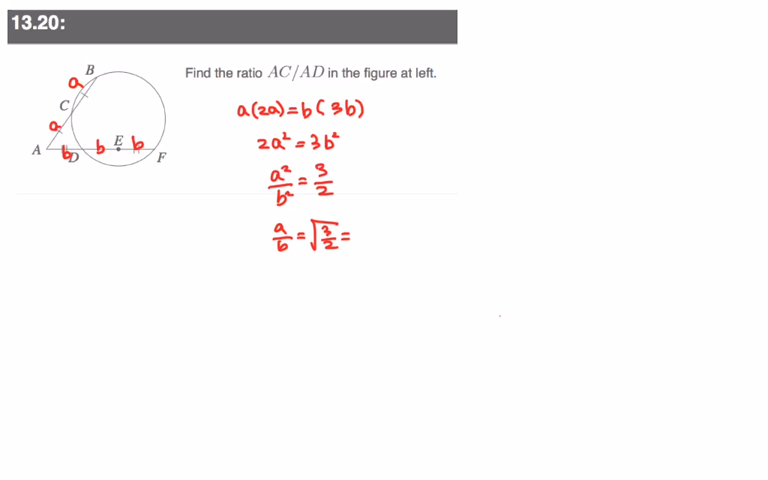 13.20:
Find the ratio AC/AD in the figure at left.
B
a
C
a
A
b
D
b
E
b
F
a(2a)=b(3b)
2a²=3b²
a²/b² = 3/2
a/b = √3/2 =